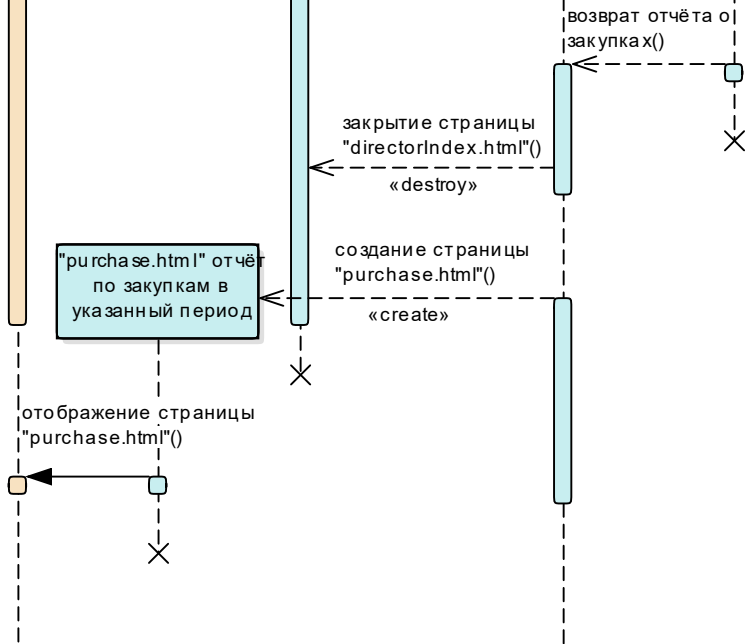 возврат отчёта о
закупках()
закрытие страницы
"directorIndex.html"()
«destroy»
создание страницы
"purchase.html"()
«create»
"purchase.html" отчёт
по закупкам в
указанный период
отображение страницы
"purchase.html"()